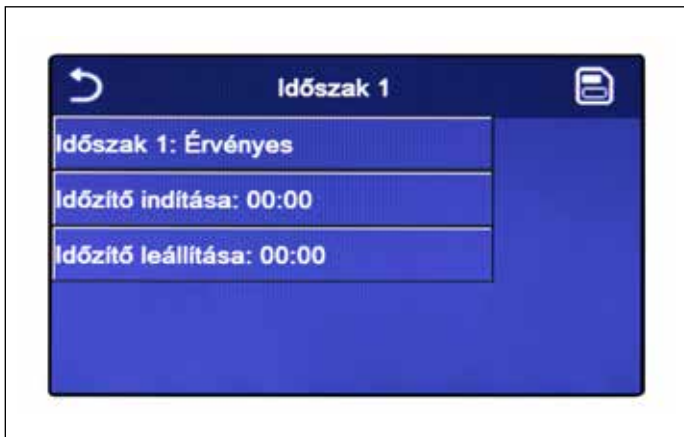 Időszak 1
Időszak 1: Érvényes
Időzítő indítása: 00:00
Időzítő leállítása: 00:00